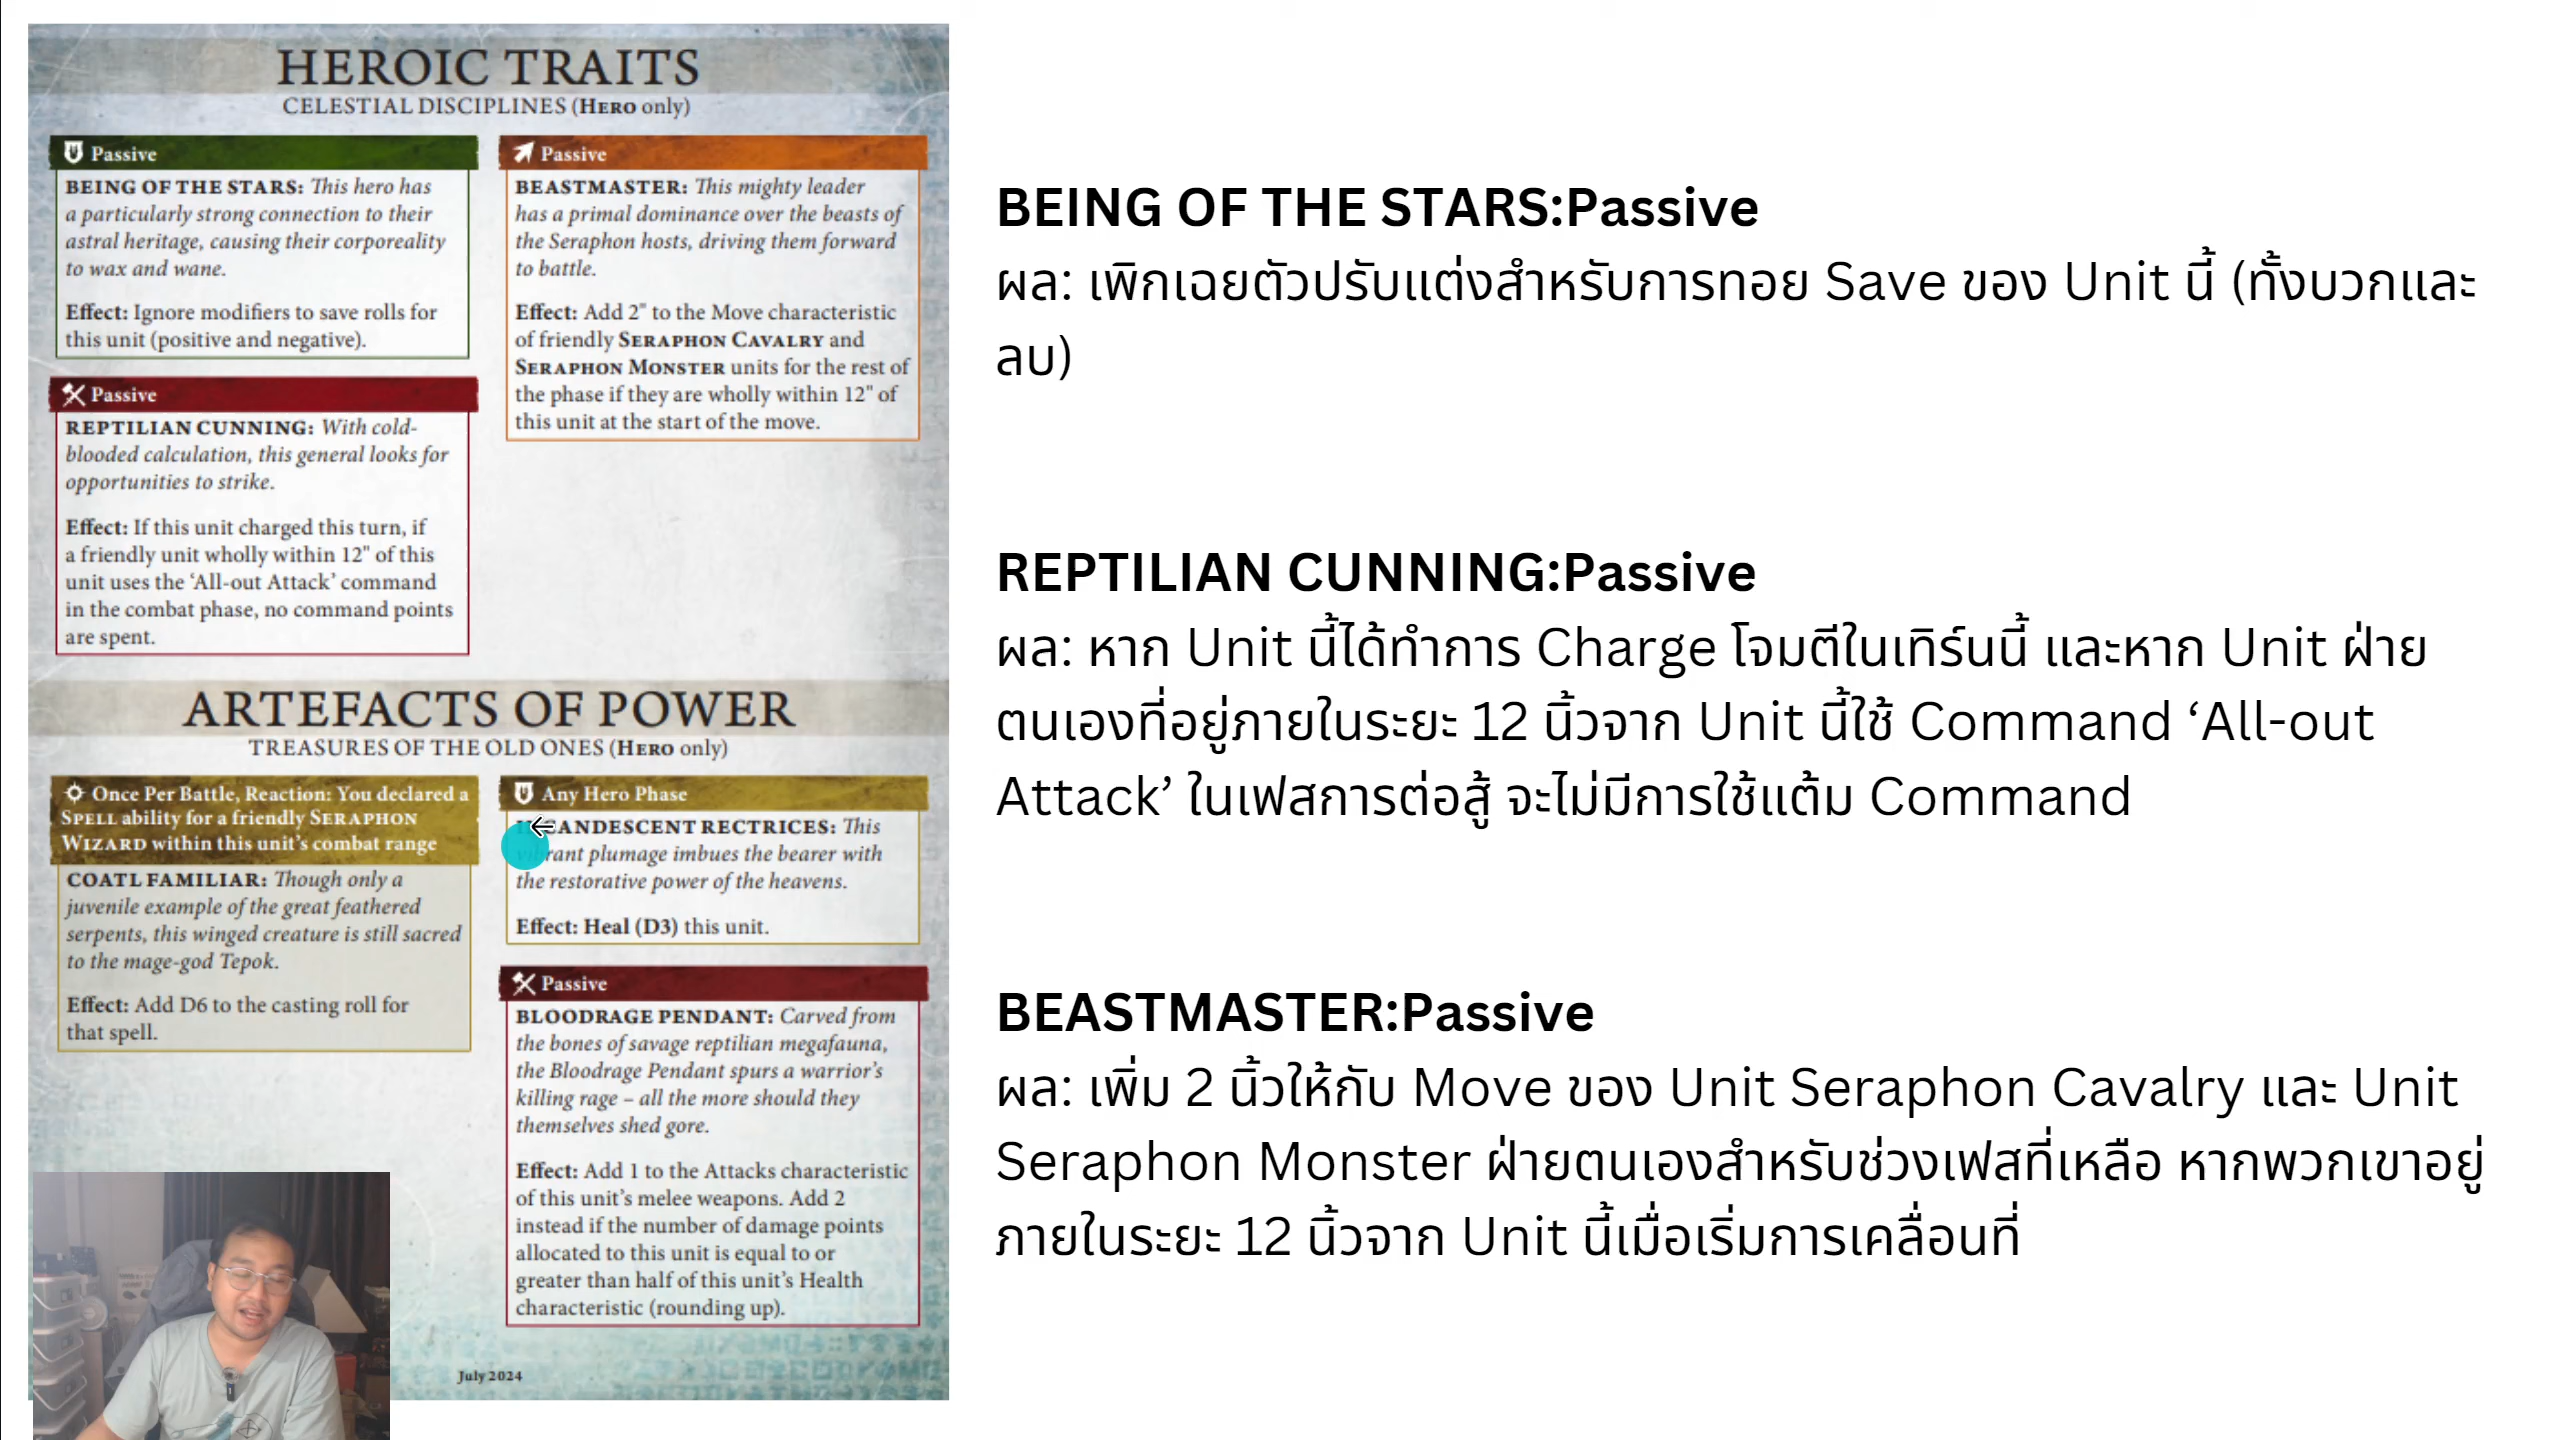 HEROIC TRAITS
CELESTIAL DISCIPLINES (HERO only)
Passive
BEING OF THE STARS: This hero has
a particularly strong connection to their
astral heritage, causing their corporeality
to wax and wane.
Effect: Ignore modifiers to save rolls for
this unit (positive and negative).
Passive
REPTILIAN CUNNING: With cold-
blooded calculation, this general looks for
opportunities to strike.
Effect: If this unit charged this turn, if
a friendly unit wholly within 12" of this
unit uses the ‘All-out Attack’ command
in the combat phase, no command points
are spent.
Passive
BEASTMASTER: This mighty leader
has a primal dominance over the beasts of
the Seraphon hosts, driving them forward
to battle.
Effect: Add 2" to the Move characteristic
of friendly SERAPHON CAVALRY and
SERAPHON MONSTER units for the rest of
the phase if they are wholly within 12" of
this unit at the start of the move.
ARTEFACTS OF POWER
TREASURES OF THE OLD ONES (HERO only)
Once Per Battle, Reaction: You declared a
SPELL ability for a friendly SERAPHON
WIZARD within this unit’s combat range
COATL FAMILIAR: Though only a
juvenile example of the great feathered
serpents, this winged creature is still sacred
to the mage-god Tepok.
Effect: Add D6 to the casting roll for
that spell.
Any Hero Phase
RECTRICES: This
plumage imbues the bearer with
the restorative power of the heavens.
Effect: Heal (D3) this unit.
Passive
BLOODRAGE PENDANT: Carved from
the bones of savage reptilian megafauna,
the Bloodrage Pendant spurs a warrior’s
killing rage – all the more should they
themselves shed gore.
Effect: Add 1 to the Attacks characteristic
of this unit’s melee weapons. Add 2
instead if the number of damage points
allocated to this unit is equal to or
greater than half of this unit’s Health
characteristic (rounding up).
July 2024
BEING OF THE STARS:Passive
ผล: เพิกเฉยตัวปรับแต่งสำหรับการทอย Save ของ Unit นี้ (ทั้งบวกและ
ลบ)
REPTILIAN CUNNING:Passive
ผล: หาก Unit นี้ได้ทำการ Charge โจมตีในเทิร์นนี้ และหาก Unit ฝ่าย
ตนเองที่อยู่ภายในระยะ 12 นิ้วจาก Unit นี้ใช้ Command ‘All-out
Attack’ ในเฟสการต่อสู้ จะไม่มีการใช้แต้ม Command
BEASTMASTER:Passive
ผล: เพิ่ม 2 นิ้วให้กับ Move ของ Unit Seraphon Cavalry และ Unit
Seraphon Monster ฝ่ายตนเองสำหรับช่วงเฟสที่เหลือ หากพวกเขาอยู่
ภายในระยะ 12 นิ้วจาก Unit นี้เมื่อเริ่มการเคลื่อนที่